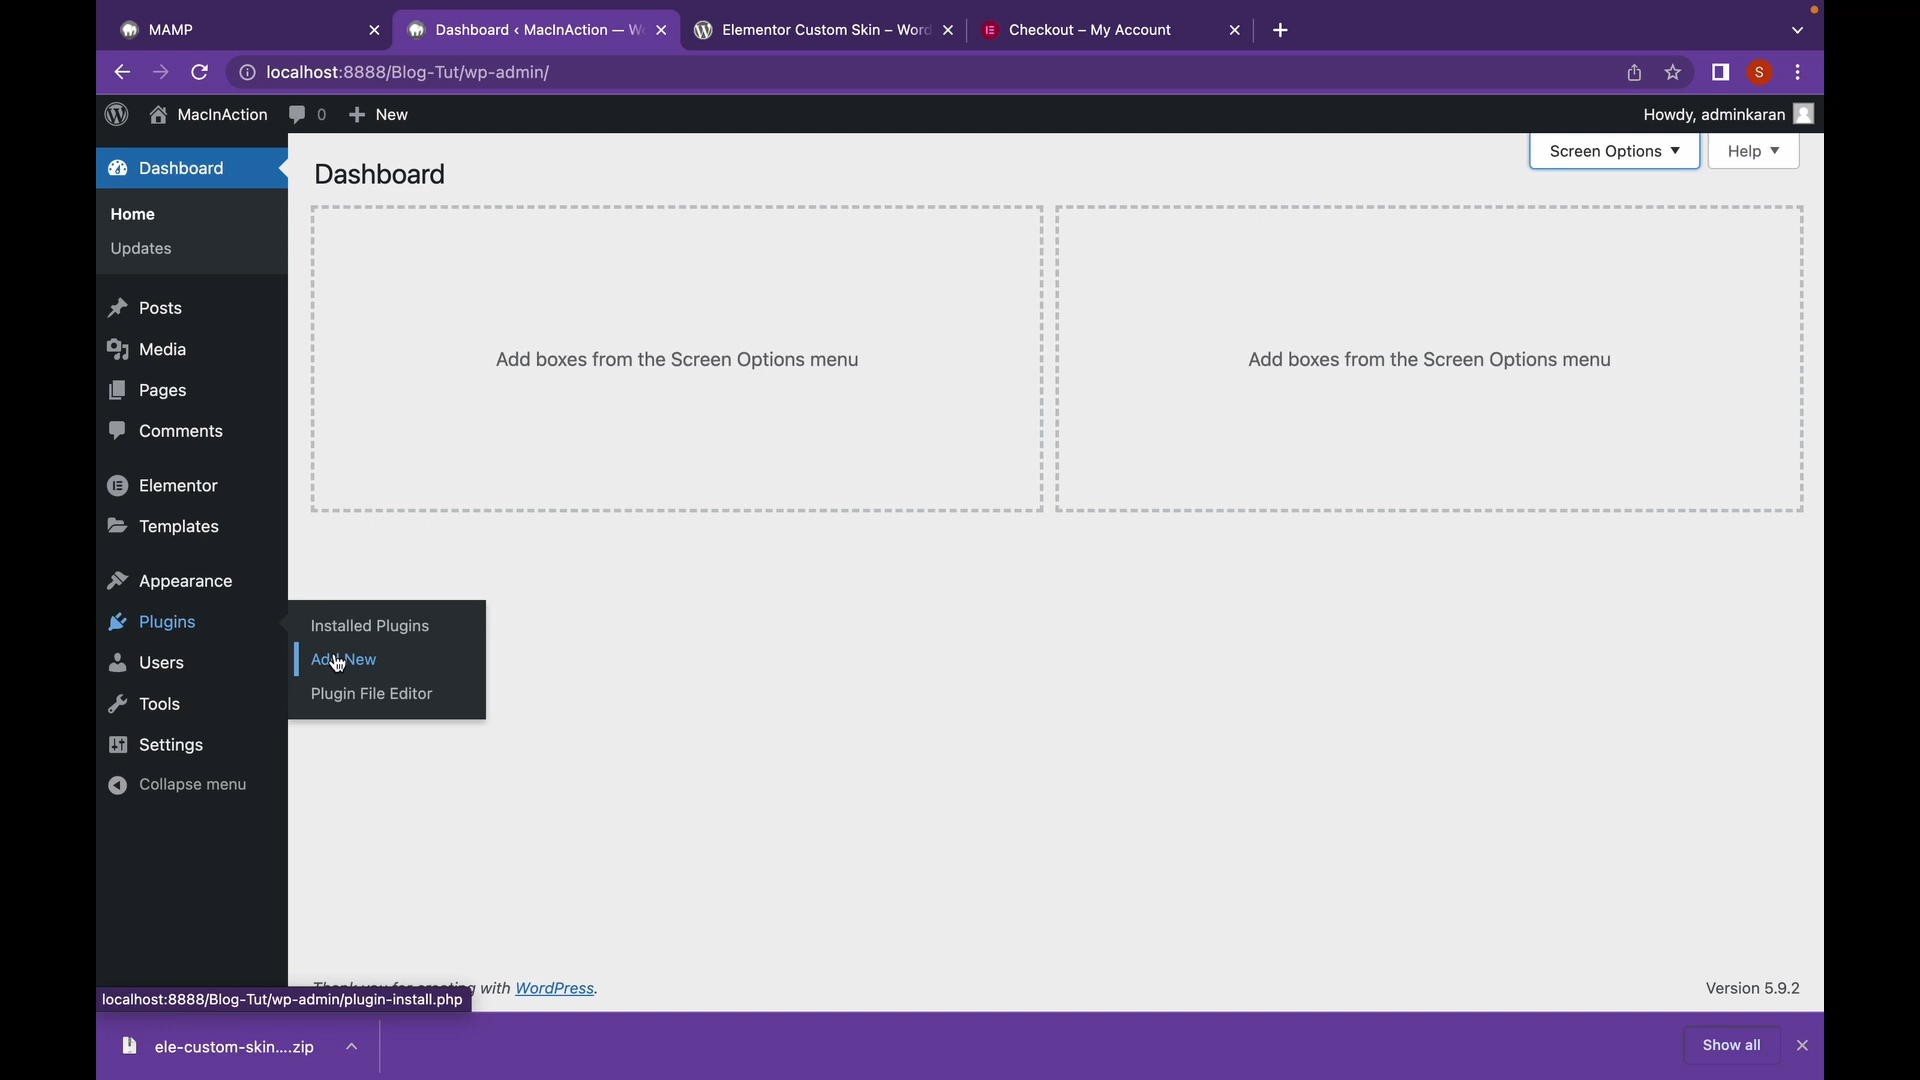 MAMP
Dashboard ‹ MacInAction — W
Elementor Custom Skin – Word
Checkout – My Account
localhost:8888/Blog-Tut/wp-admin/
S
MacInAction
0
New
Howdy, adminkaran
Screen Options
Help
Dashboard
Dashboard
Home
Updates
Posts
Media
Pages
Comments
Elementor
Templates
Appearance
Plugins
Users
Tools
Settings
Collapse menu
Add boxes from the Screen Options menu
Add boxes from the Screen Options menu
Installed Plugins
Add New
Plugin File Editor
Thank you for creating with WordPress.
Version 5.9.2
localhost:8888/Blog-Tut/wp-admin/plugin-install.php
ele-custom-skin....zip
Show all